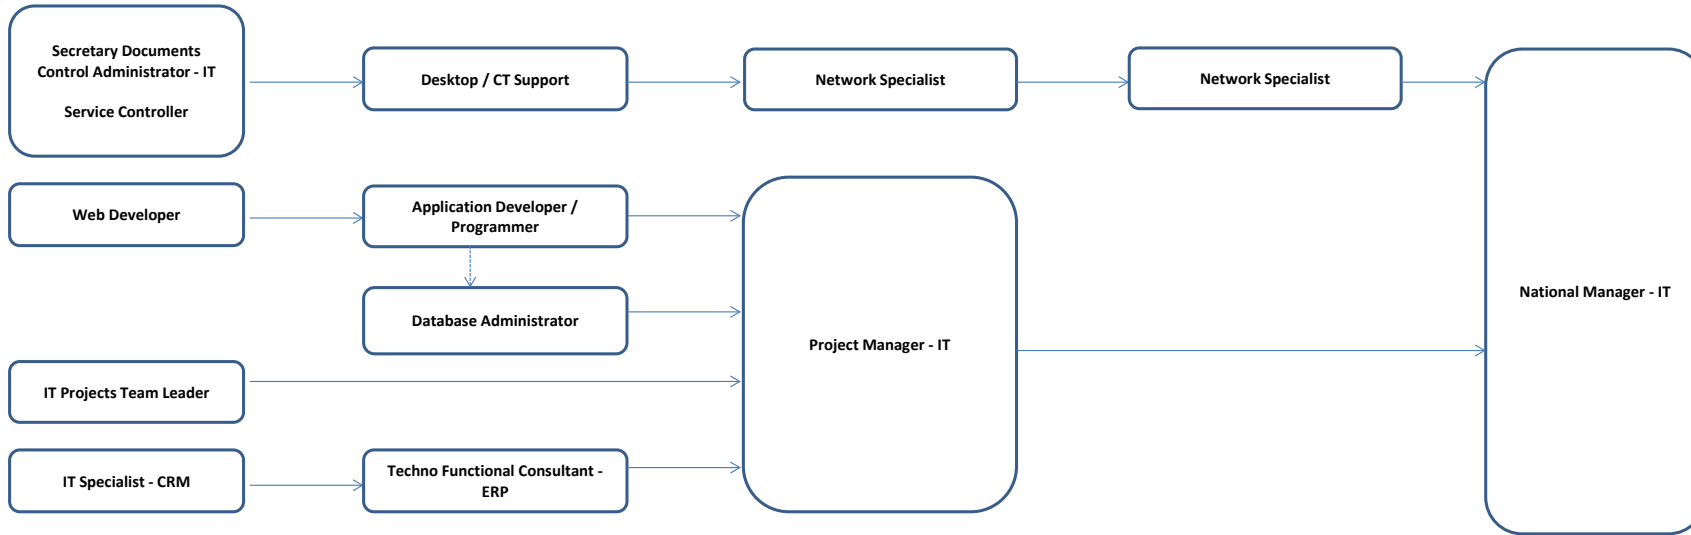 Secretary Documents
Control Administrator - IT
Service Controller
Desktop / CT Support
Network Specialist
Network Specialist
Web Developer
Application Developer /
Programmer
Database Administrator
Project Manager - IT
National Manager - IT
IT Projects Team Leader
IT Specialist - CRM
Techno Functional Consultant -
ERP